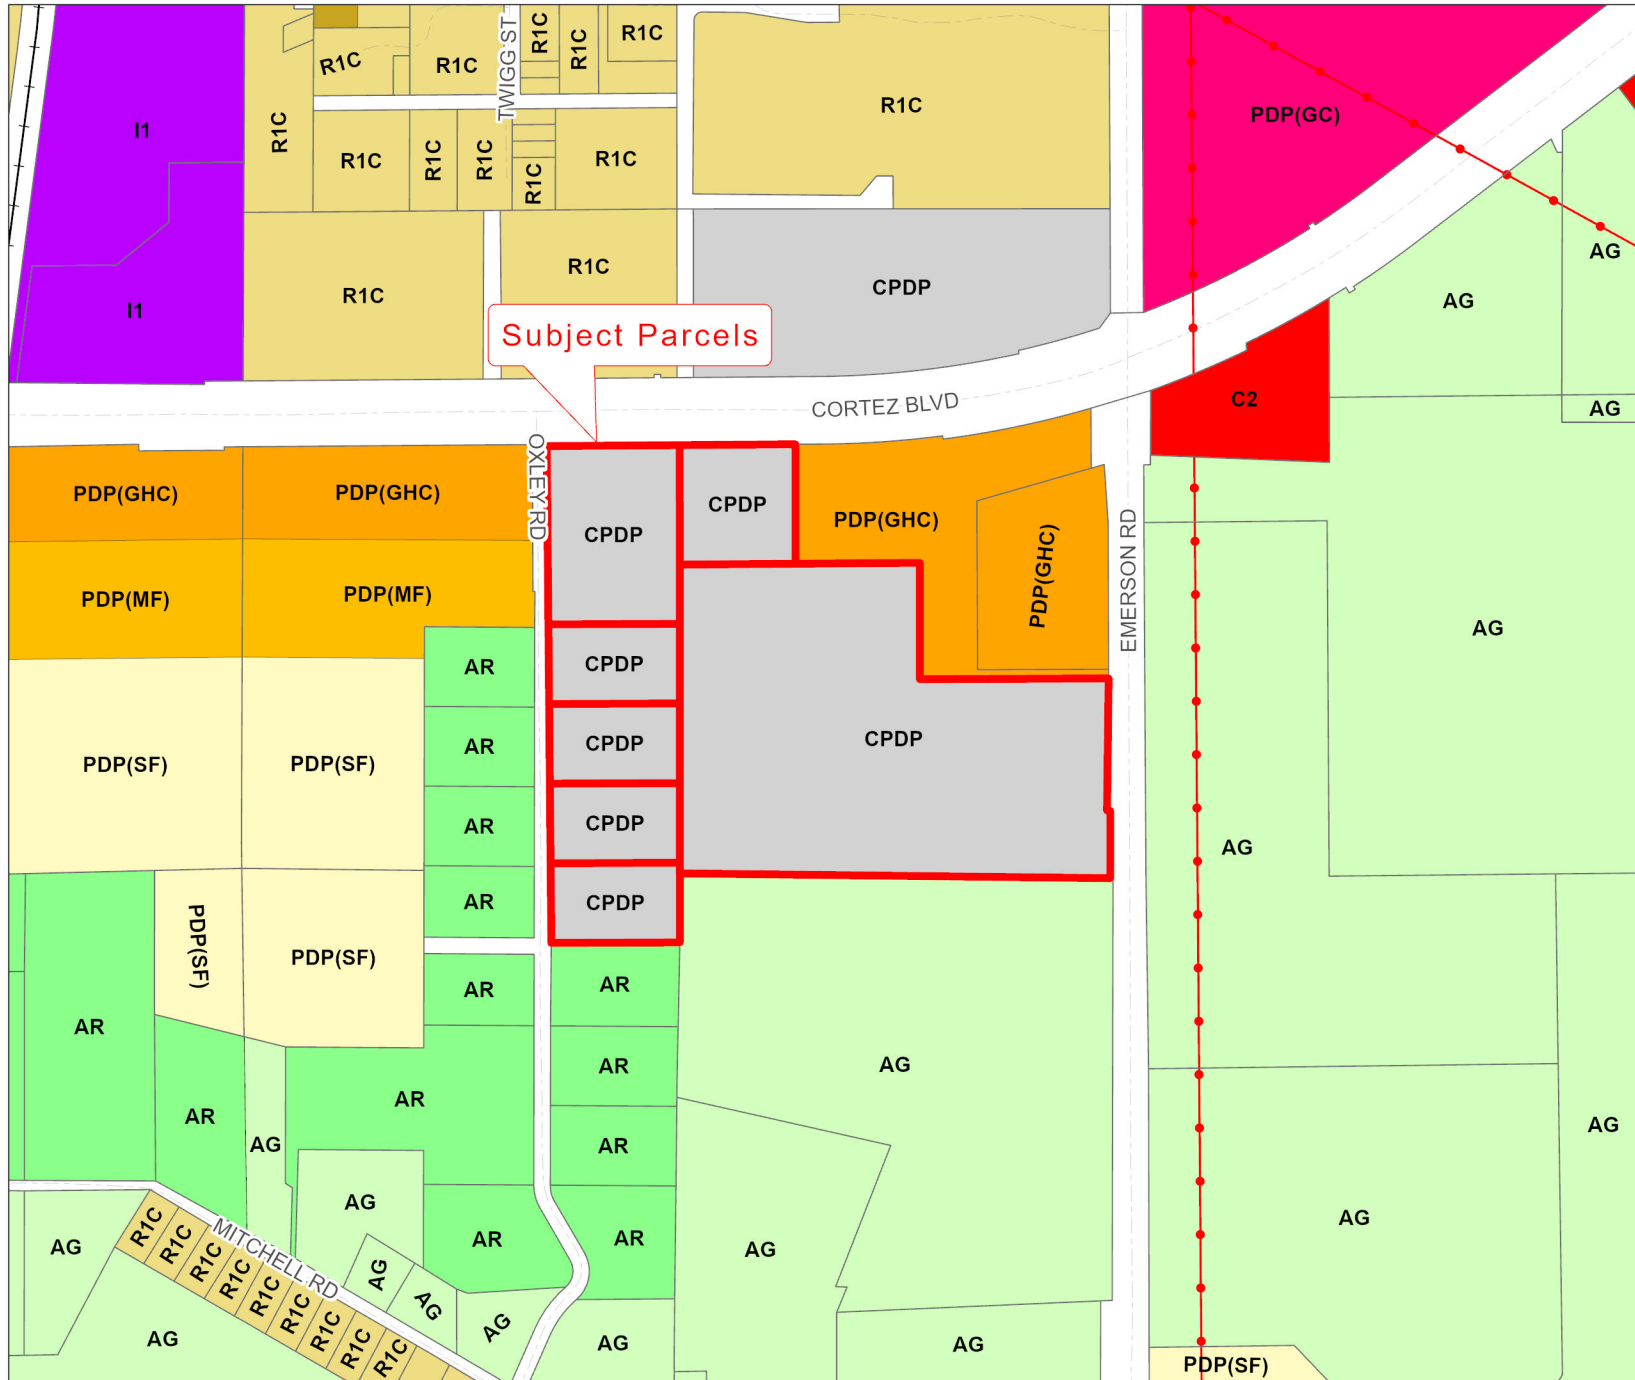 R1C
R1C
R1C
R1C
R1C
TWIGG ST
R1C
PDP(GC)
I1
R1C
R1C
R1C
R1C
R1C
R1C
AG
R1C
CPDP
R1C
AG
I1
Subject Parcels
CORTEZ BLVD
C2
AG
OXLEY RD
PDP(GHC)
PDP(GHC)
CPDP
CPDP
PDP(GHC)
PDP(GHC)
EMERSON RD
PDP(MF)
PDP(MF)
AG
AR
CPDP
AR
CPDP
CPDP
PDP(SF)
PDP(SF)
AR
CPDP
AG
AR
CPDP
PDP(SF)
PDP(SF)
AR
AR
AR
AR
AG
AR
AR
AR
AG
AR
AG
AG
AG
AR
AR
AG
AG
R1C
R1C
R1C
R1C
R1C
R1C
R1C
R1C
R1C
MITCHELL RD
AG
AG
AG
AG
AG
AG
PDP(SF)